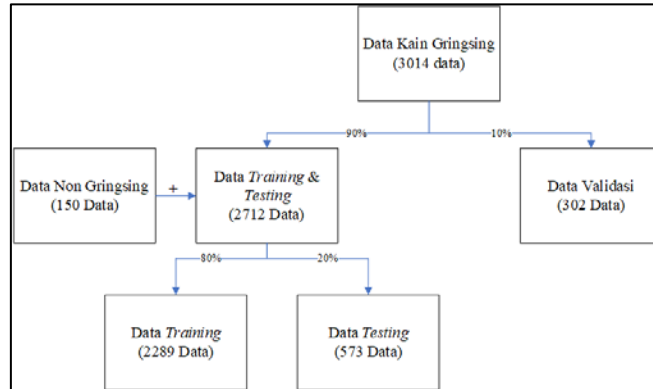 Data Kain Gringsing
(3014 data)
90%
10%
Data Non Gringsing
(150 Data)
+
Data Training &
Testing
(2712 Data)
Data Validasi
(302 Data)
80%
20%
Data Training
(2289 Data)
Data Testing
(573 Data)